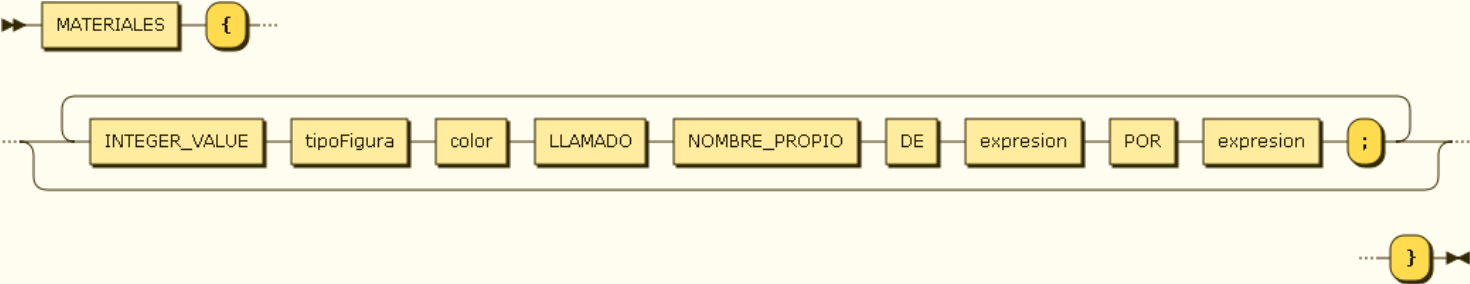 MATERIALES {
INTEGER_VALUE tipoFigura color LLAMADO NOMBRE_PROPIO DE expresion POR expresion ;
}